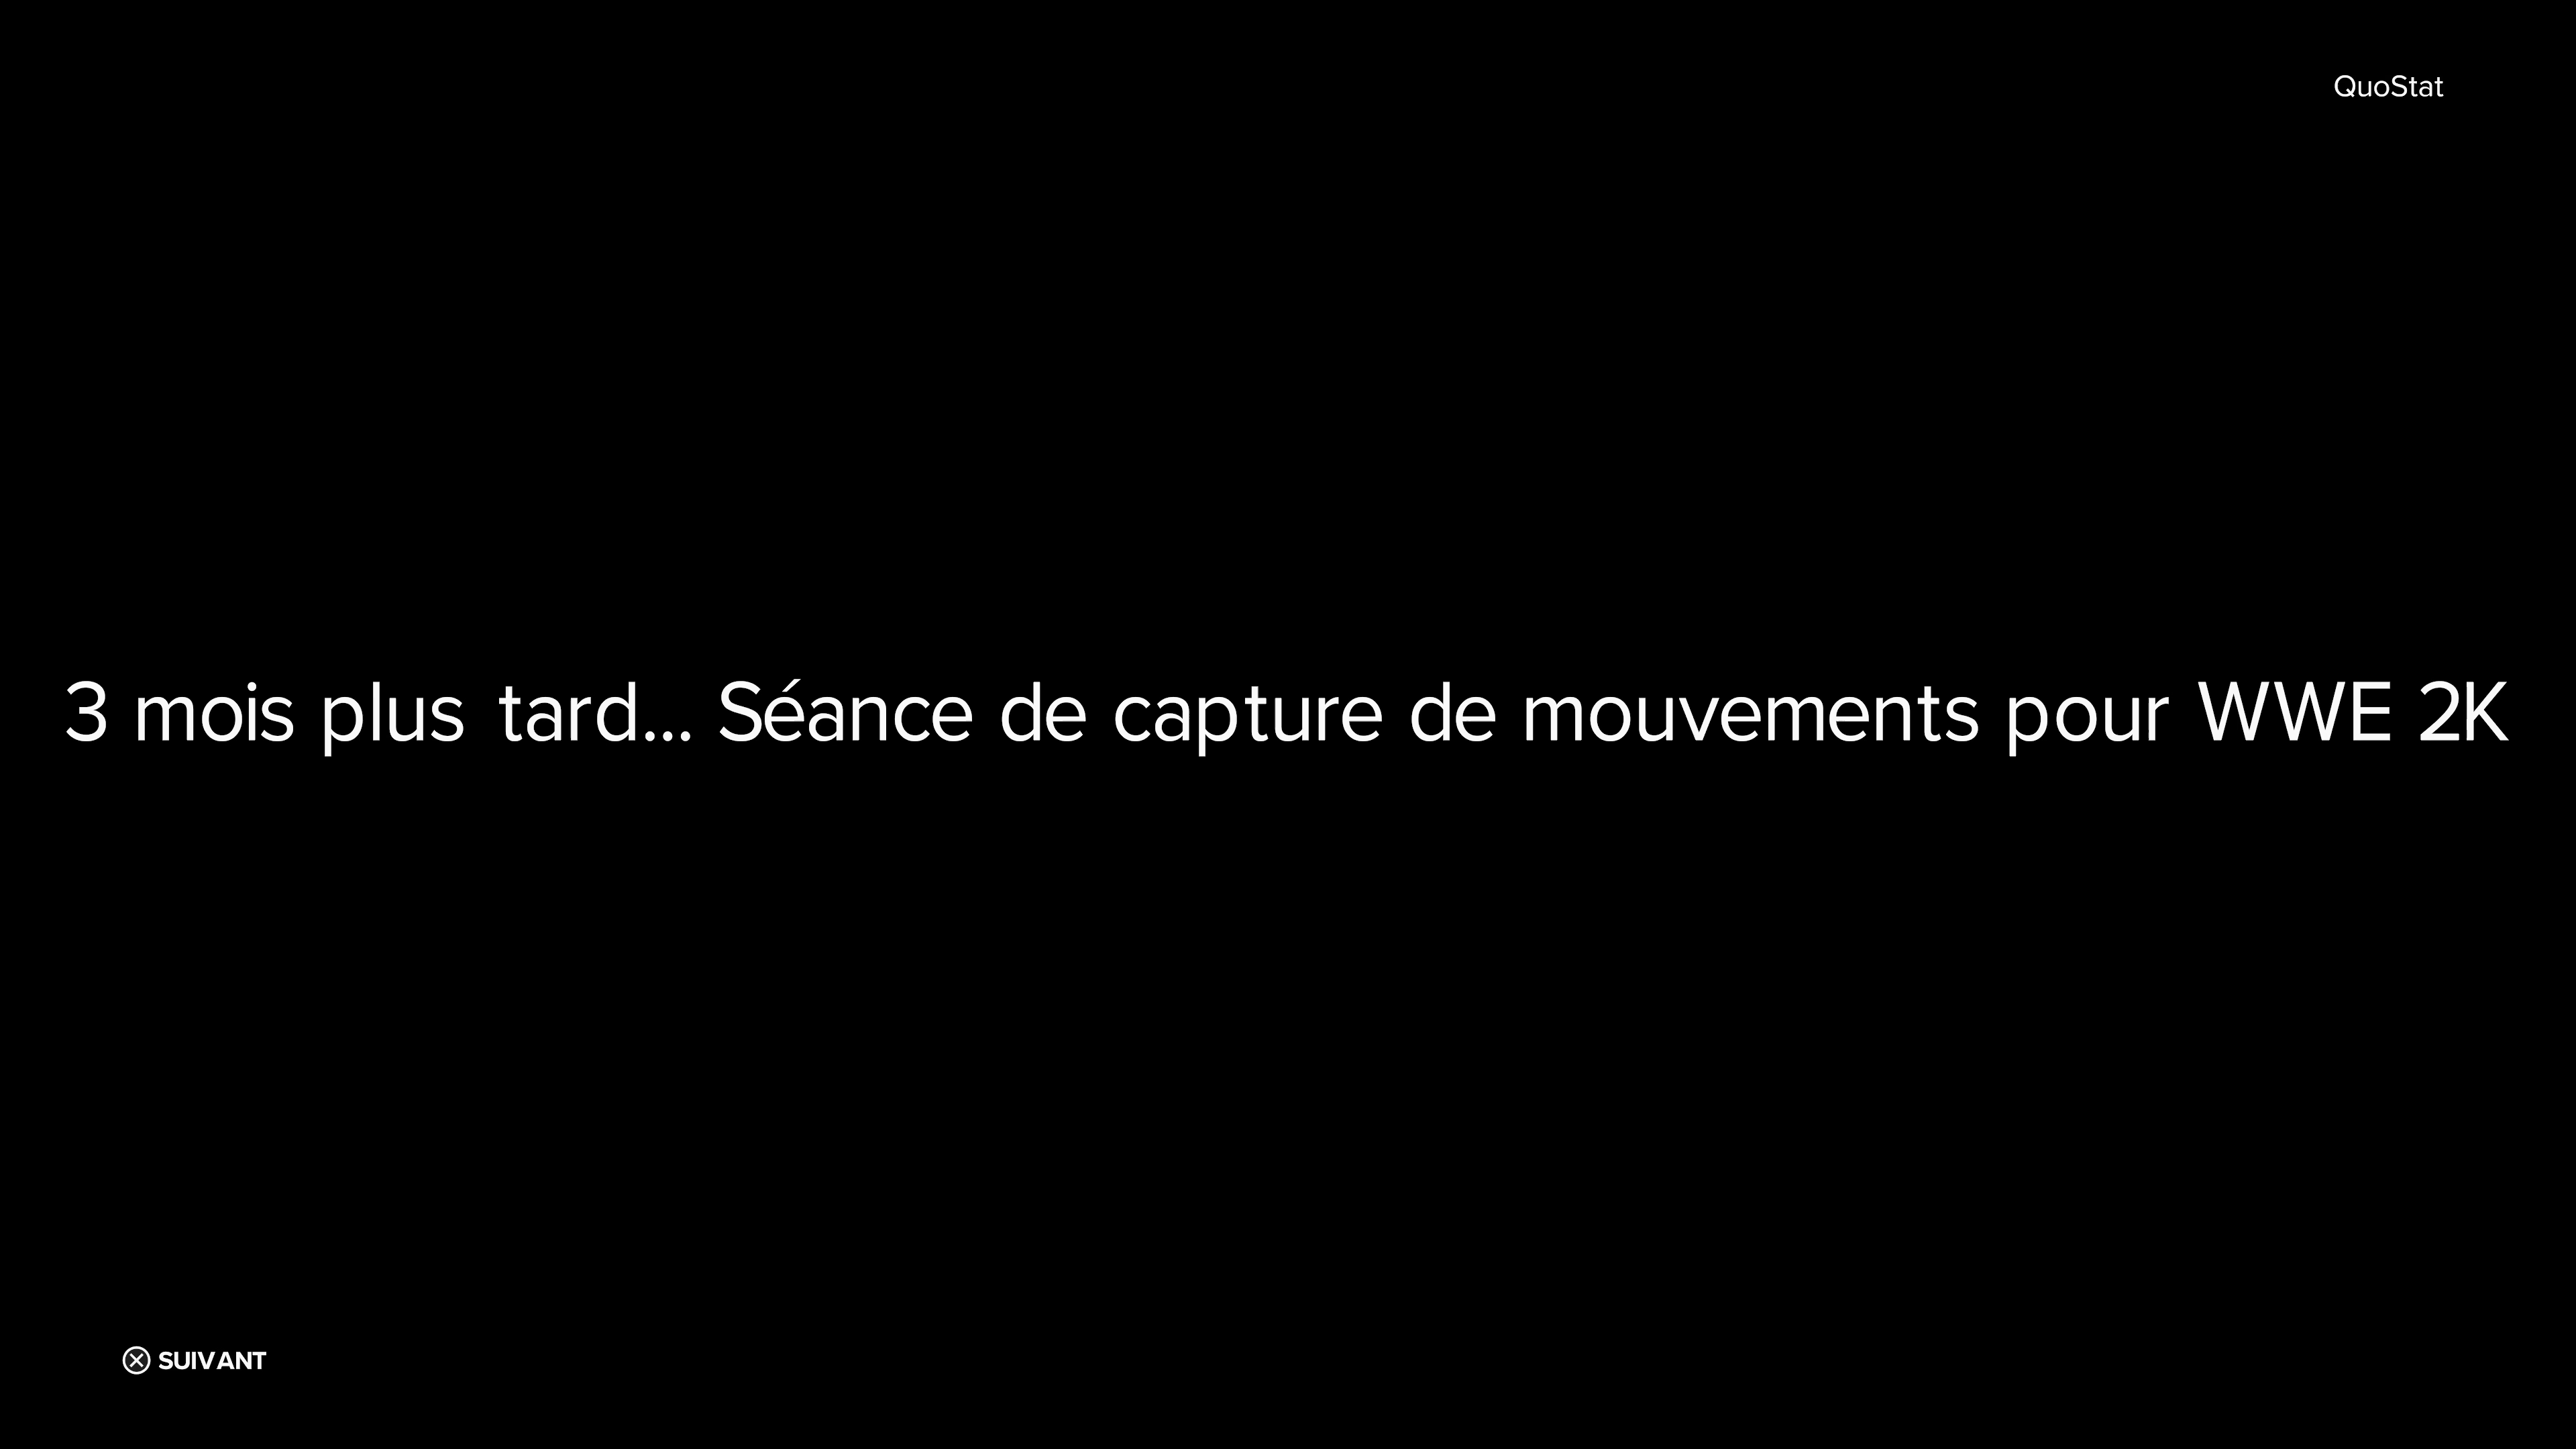 QuoStat
3 mois plus tard... Séance de capture de mouvements pour WWE 2K
SUIVANT